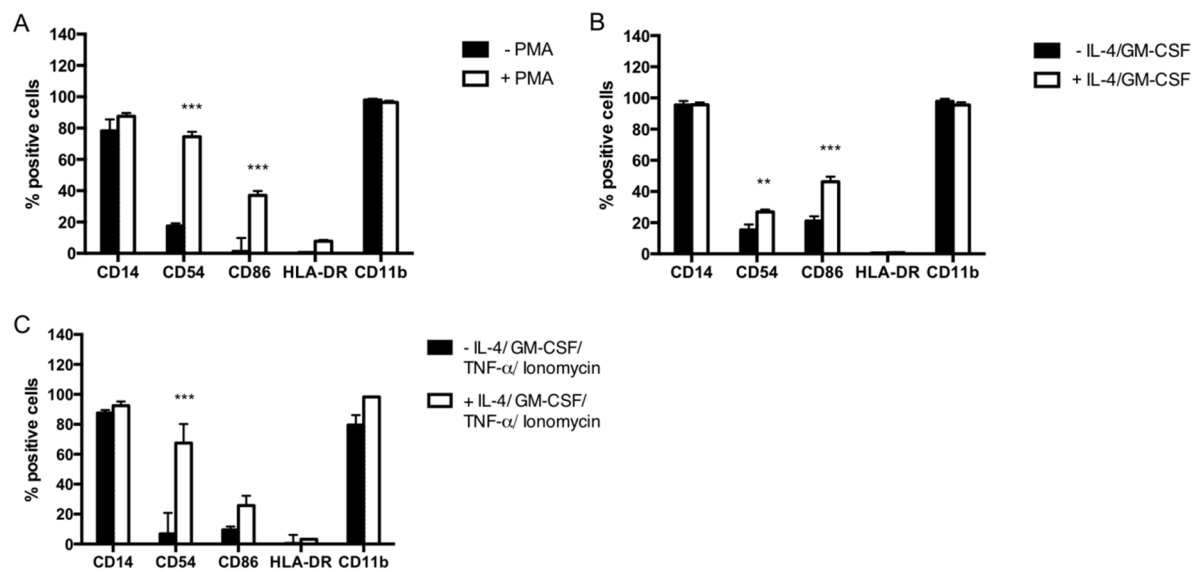 A
% positive cells
140
120
100
80
60
40
20
0
***
***
CD14 CD54 CD86 HLA-DR CD11b
- PMA
+ PMA
B
% positive cells
140
120
100
80
60
40
20
0
**
***
CD14 CD54 CD86 HLA-DR CD11b
- IL-4/GM-CSF
+ IL-4/GM-CSF
C
% positive cells
140
120
100
80
60
40
20
0
***
CD14 CD54 CD86 HLA-DR CD11b
- IL-4/ GM-CSF/
TNF-α/ Ionomycin
+ IL-4/ GM-CSF/
TNF-α/ Ionomycin